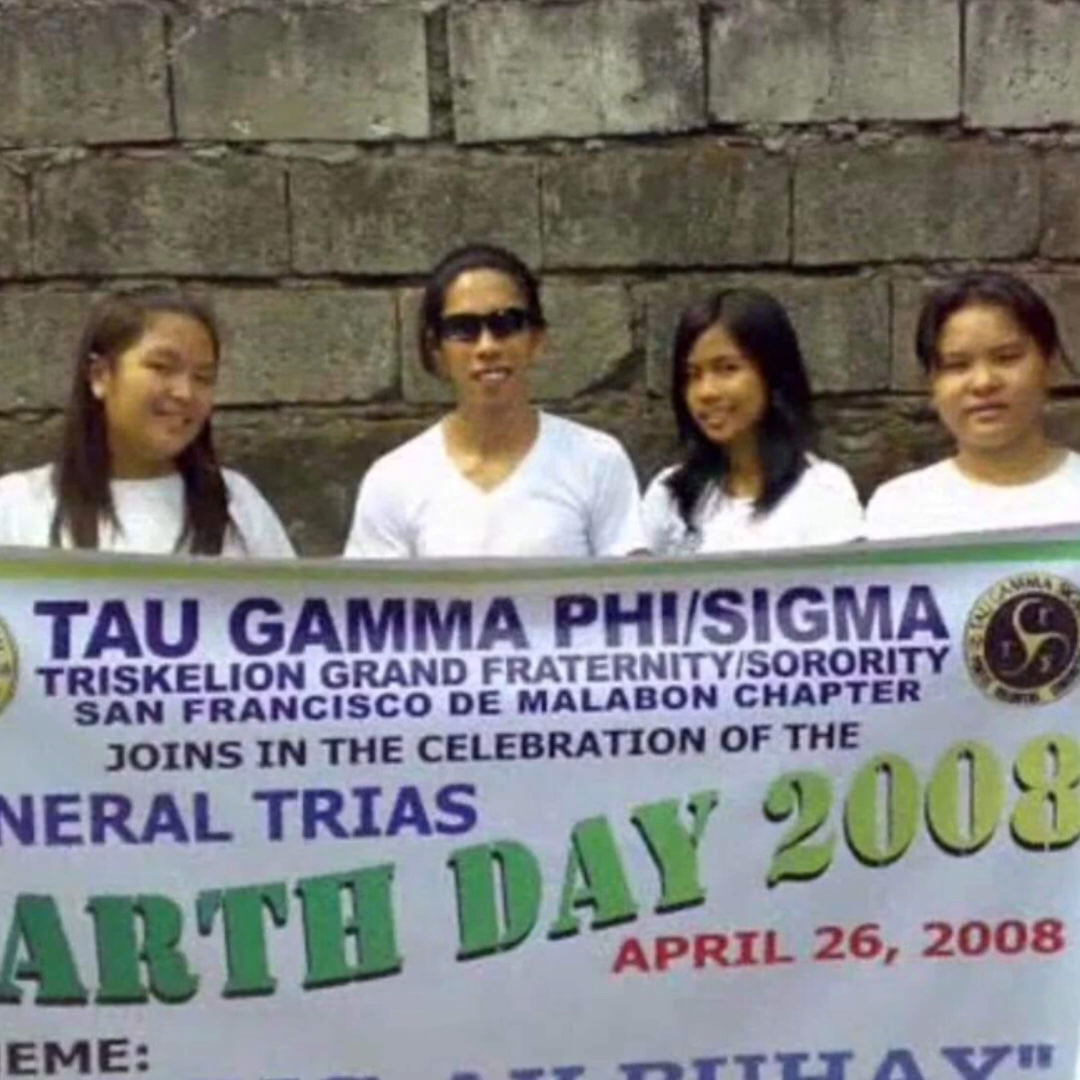 TAU GAMMA PHI/SIGMA
TRISKELION GRAND FRATERNITY/SORORITY
SAN FRANCISCO DE MALABON CHAPTER
JOINS IN THE CELEBRATION OF THE
NERAL TRIAS
ARTH DAY 2008
APRIL 26, 2008
EME:
BUHAY"